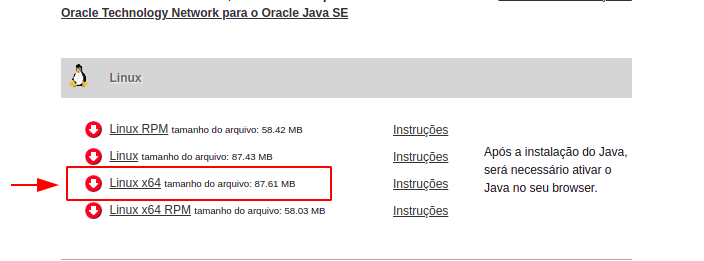 Oracle Technology Network para o Oracle Java SE
Linux
Linux RPM tamanho do arquivo: 58.42 MB Instruções
Linux tamanho do arquivo: 87.43 MB Instruções
Linux x64 tamanho do arquivo: 87.61 MB Instruções
Linux x64 RPM tamanho do arquivo: 58.03 MB Instruções
Após a instalação do Java,
será necessário ativar o
Java no seu browser.